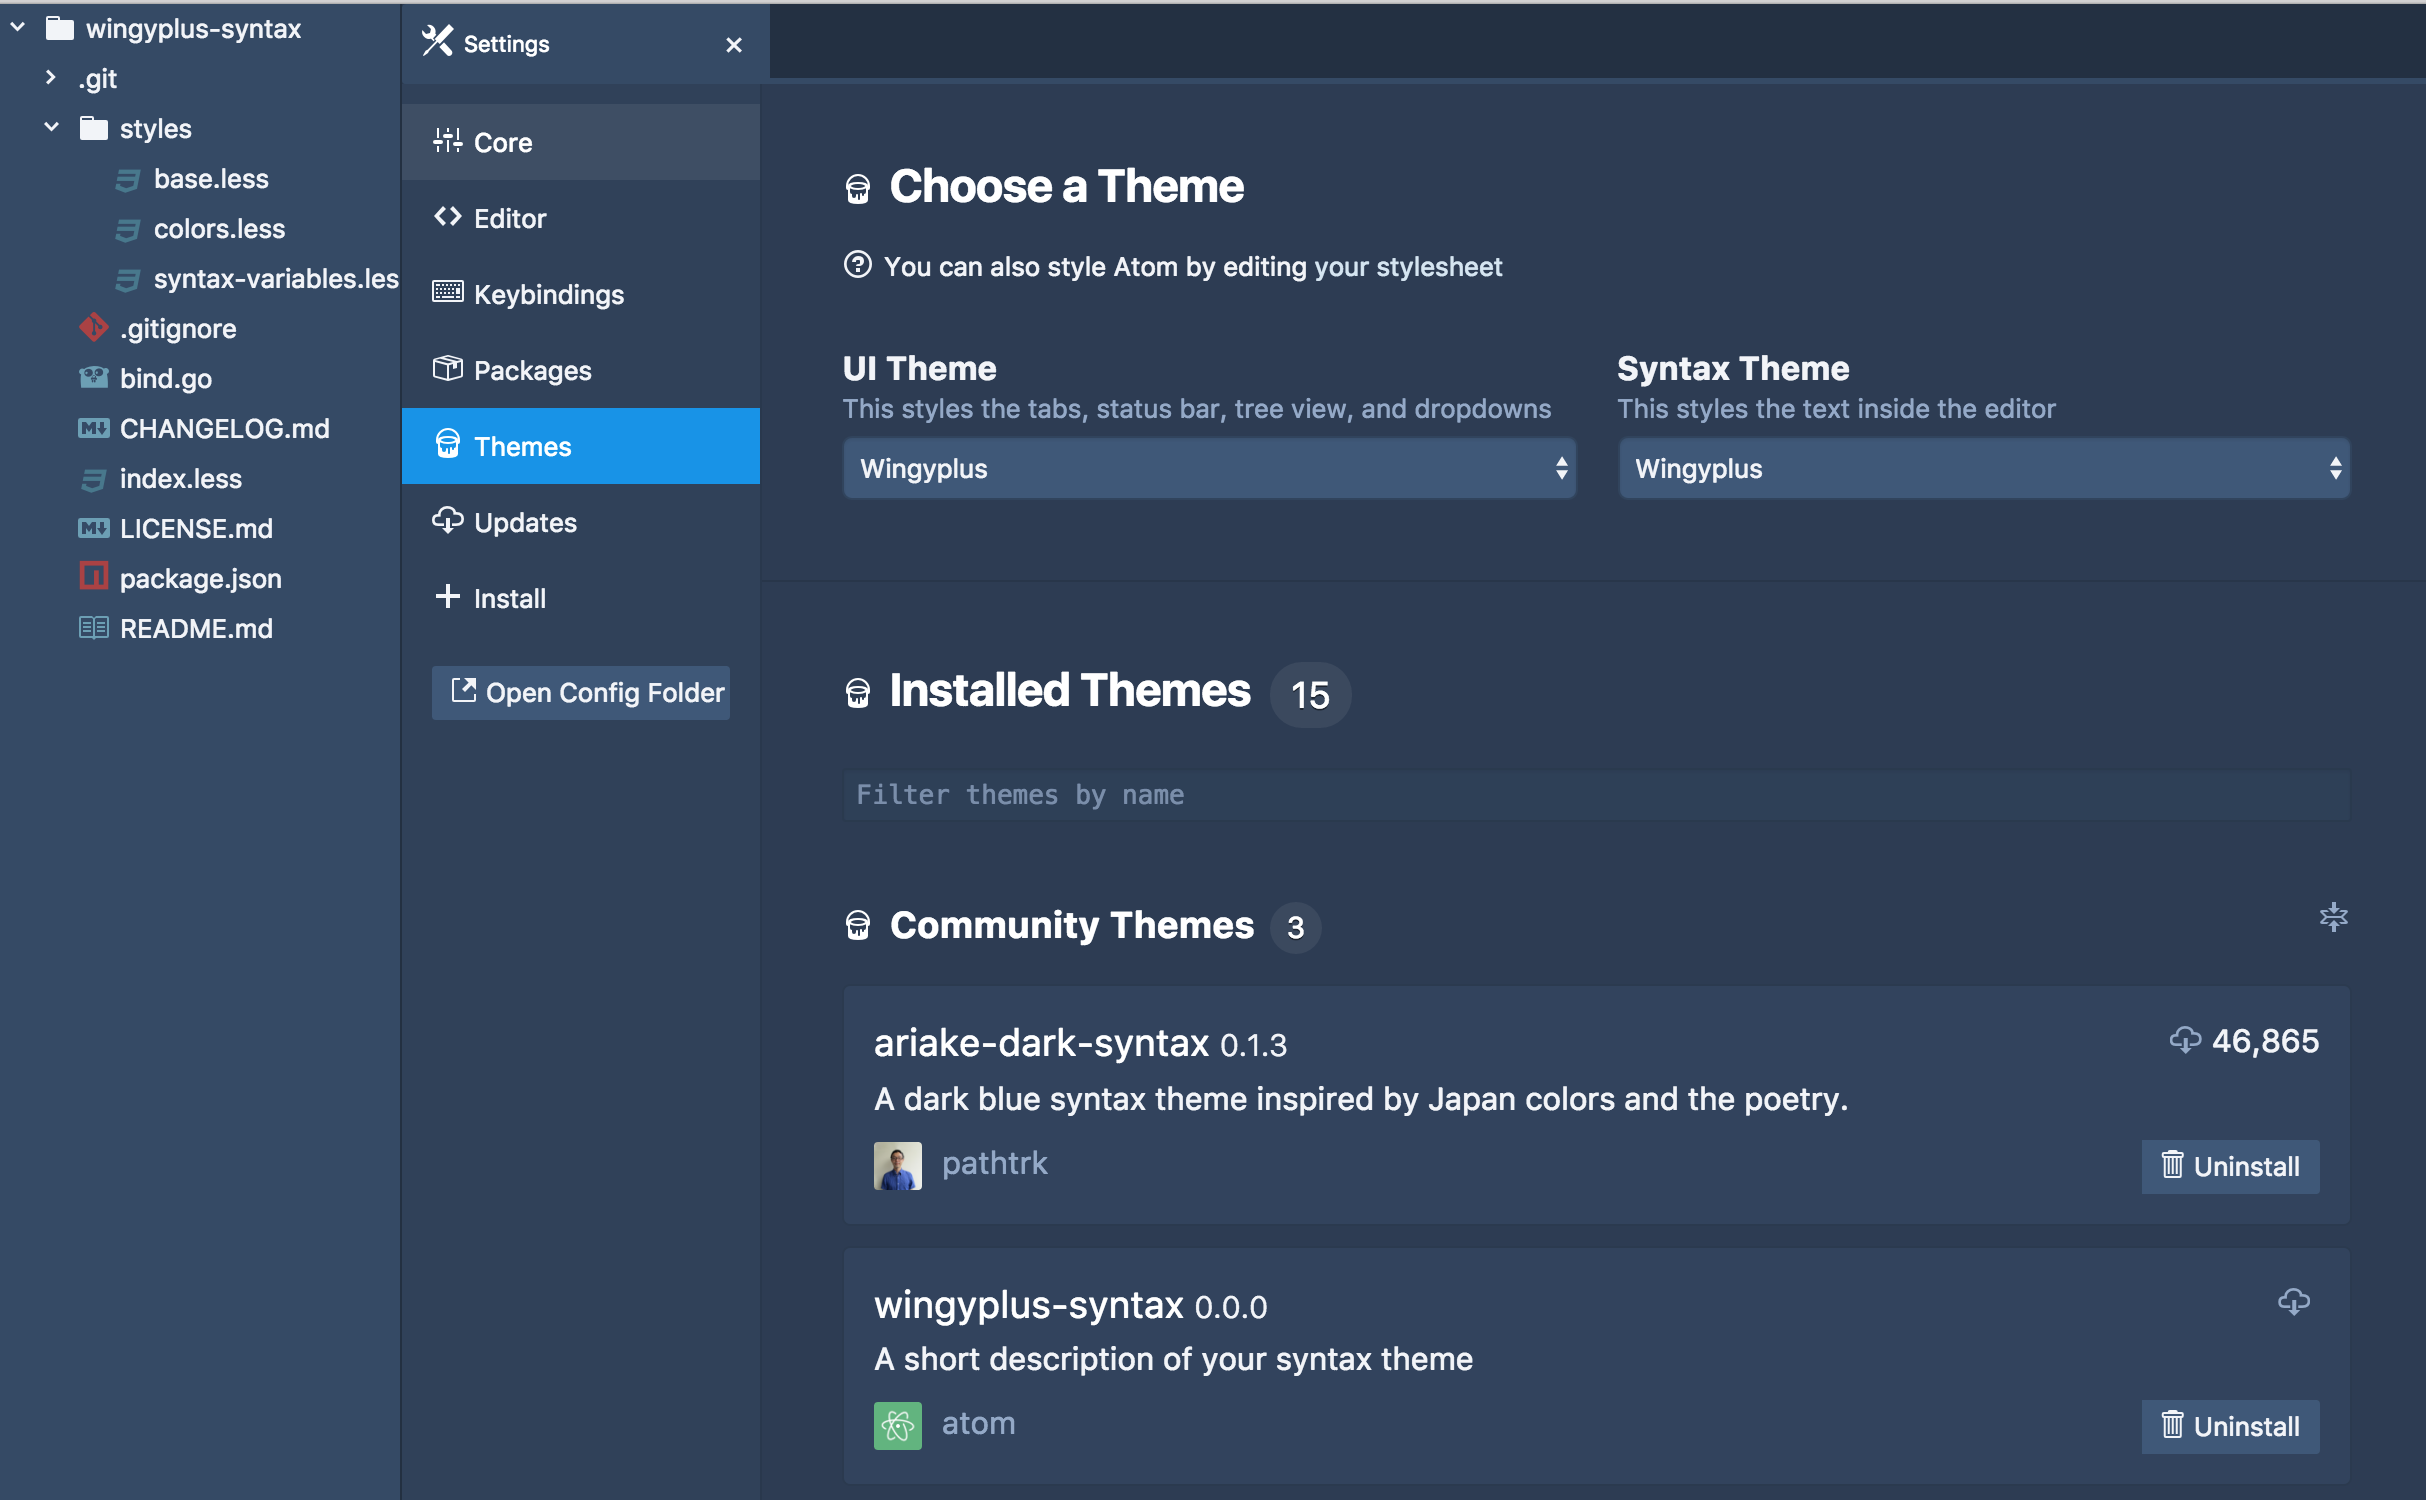 wingyplus-syntax
.git
styles
base.less
colors.less
syntax-variables.les
.gitignore
bind.go
CHANGELOG.md
index.less
LICENSE.md
package.json
README.md
Settings
Core
Editor
Keybindings
Packages
Themes
Updates
Install
Open Config Folder
Choose a Theme
You can also style Atom by editing your stylesheet
UI Theme
This styles the tabs, status bar, tree view, and dropdowns
Wingyplus
Syntax Theme
This styles the text inside the editor
Wingyplus
Installed Themes 15
Filter themes by name
Community Themes 3
ariake-dark-syntax 0.1.3
46,865
A dark blue syntax theme inspired by Japan colors and the poetry.
pathtrk
Uninstall
wingyplus-syntax 0.0.0
A short description of your syntax theme
atom
Uninstall